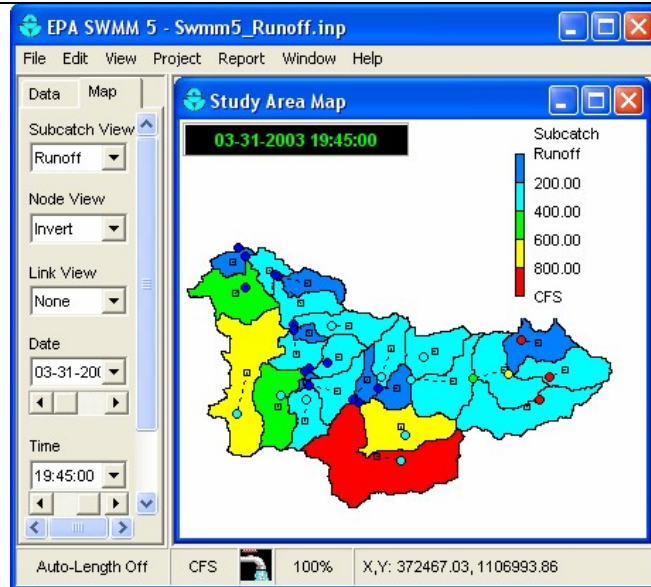 EPA SWMM 5 - Swmm5_Runoff.inp
File Edit View Project Report Window Help
Data Map
Subcatch View
Runoff
Node View
Invert
Link View
None
Date
03-31-200
Time
19:45:00
Study Area Map
03-31-2003 19:45:00
Subcatch
Runoff
200.00
400.00
600.00
800.00
CFS
Auto-Length Off CFS 100% X,Y: 372467.03, 1106993.86